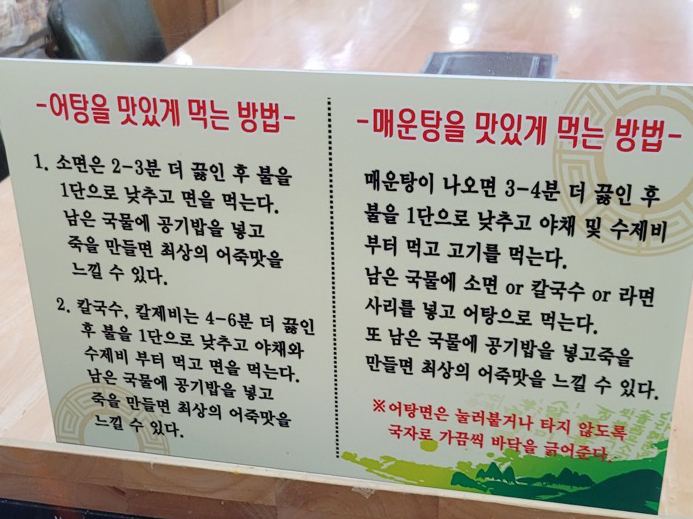 -어탕을 맛있게 먹는 방법-
1. 소면은 2-3분 더 끓인 후 불을
1단으로 낮추고 면을 먹는다.
남은 국물에 공기밥을 넣고
죽을 만들면 최상의 어죽맛을
느낄 수 있다.
2. 칼국수, 칼제비는 4-6분 더 끓인
후 불을 1단으로 낮추고 야채와
수제비 부터 먹고 면을 먹는다.
남은 국물에 공기밥을 넣고
죽을 만들면 최상의 어죽맛을
느낄 수 있다.
-매운탕을 맛있게 먹는 방법-
매운탕이 나오면 3-4분 더 끓인 후
불을 1단으로 낮추고 야채 및 수제비
부터 먹고 고기를 먹는다.
남은 국물에 소면 or 칼국수 or 라면
사리를 넣고 어탕으로 먹는다.
또 남은 국물에 공기밥을 넣고죽을
만들면 최상의 어죽맛을 느낄 수 있다.
※어탕면은 눌러붙거나 타지 않도록
국자로 가끔씩 바닥을 긁어준다.